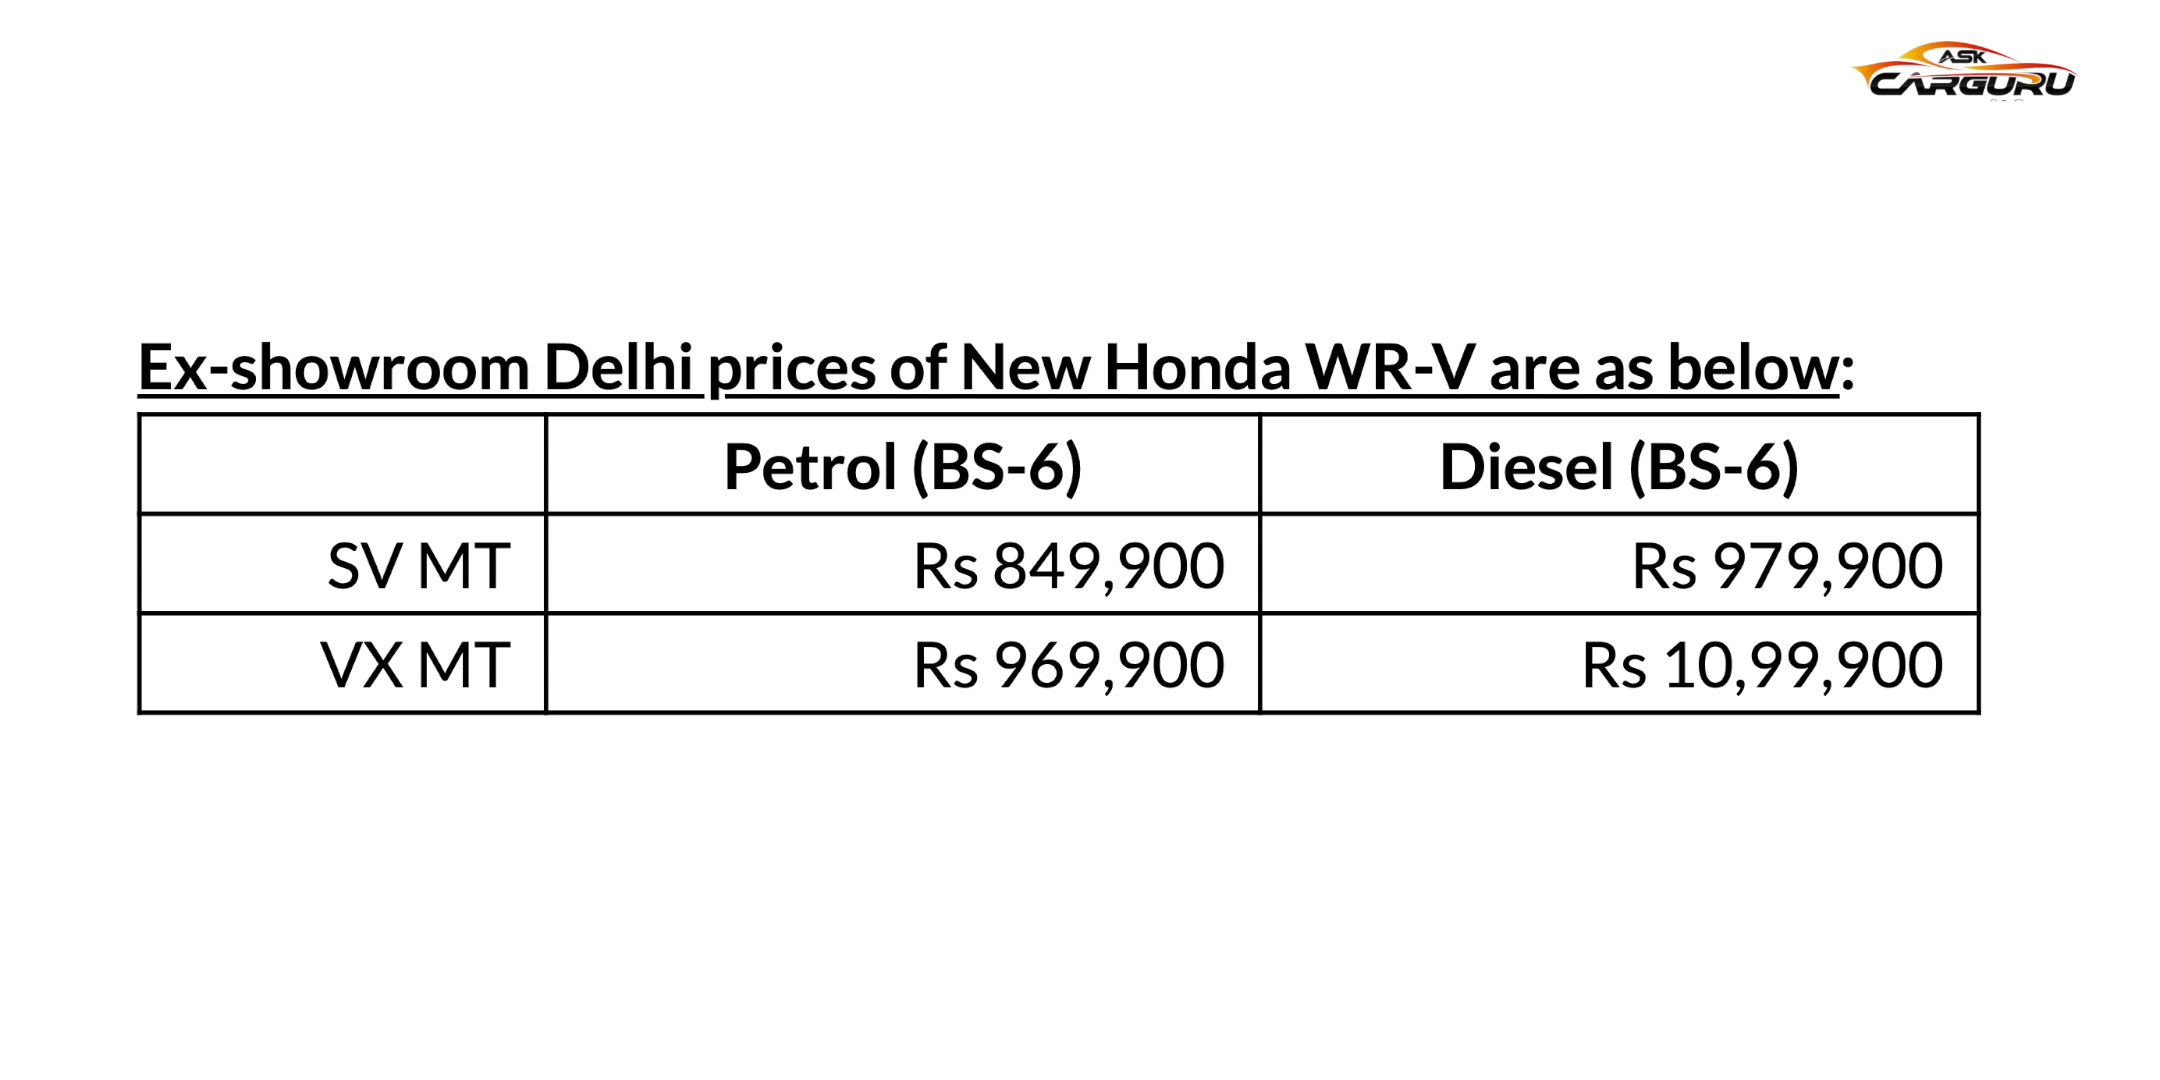 ASK
CARGURU
Ex-showroom Delhi prices of New Honda WR-V are as below:
Petrol (BS-6) Diesel (BS-6)
SV MT Rs 849,900 Rs 979,900
VX MT Rs 969,900 Rs 10,99,900